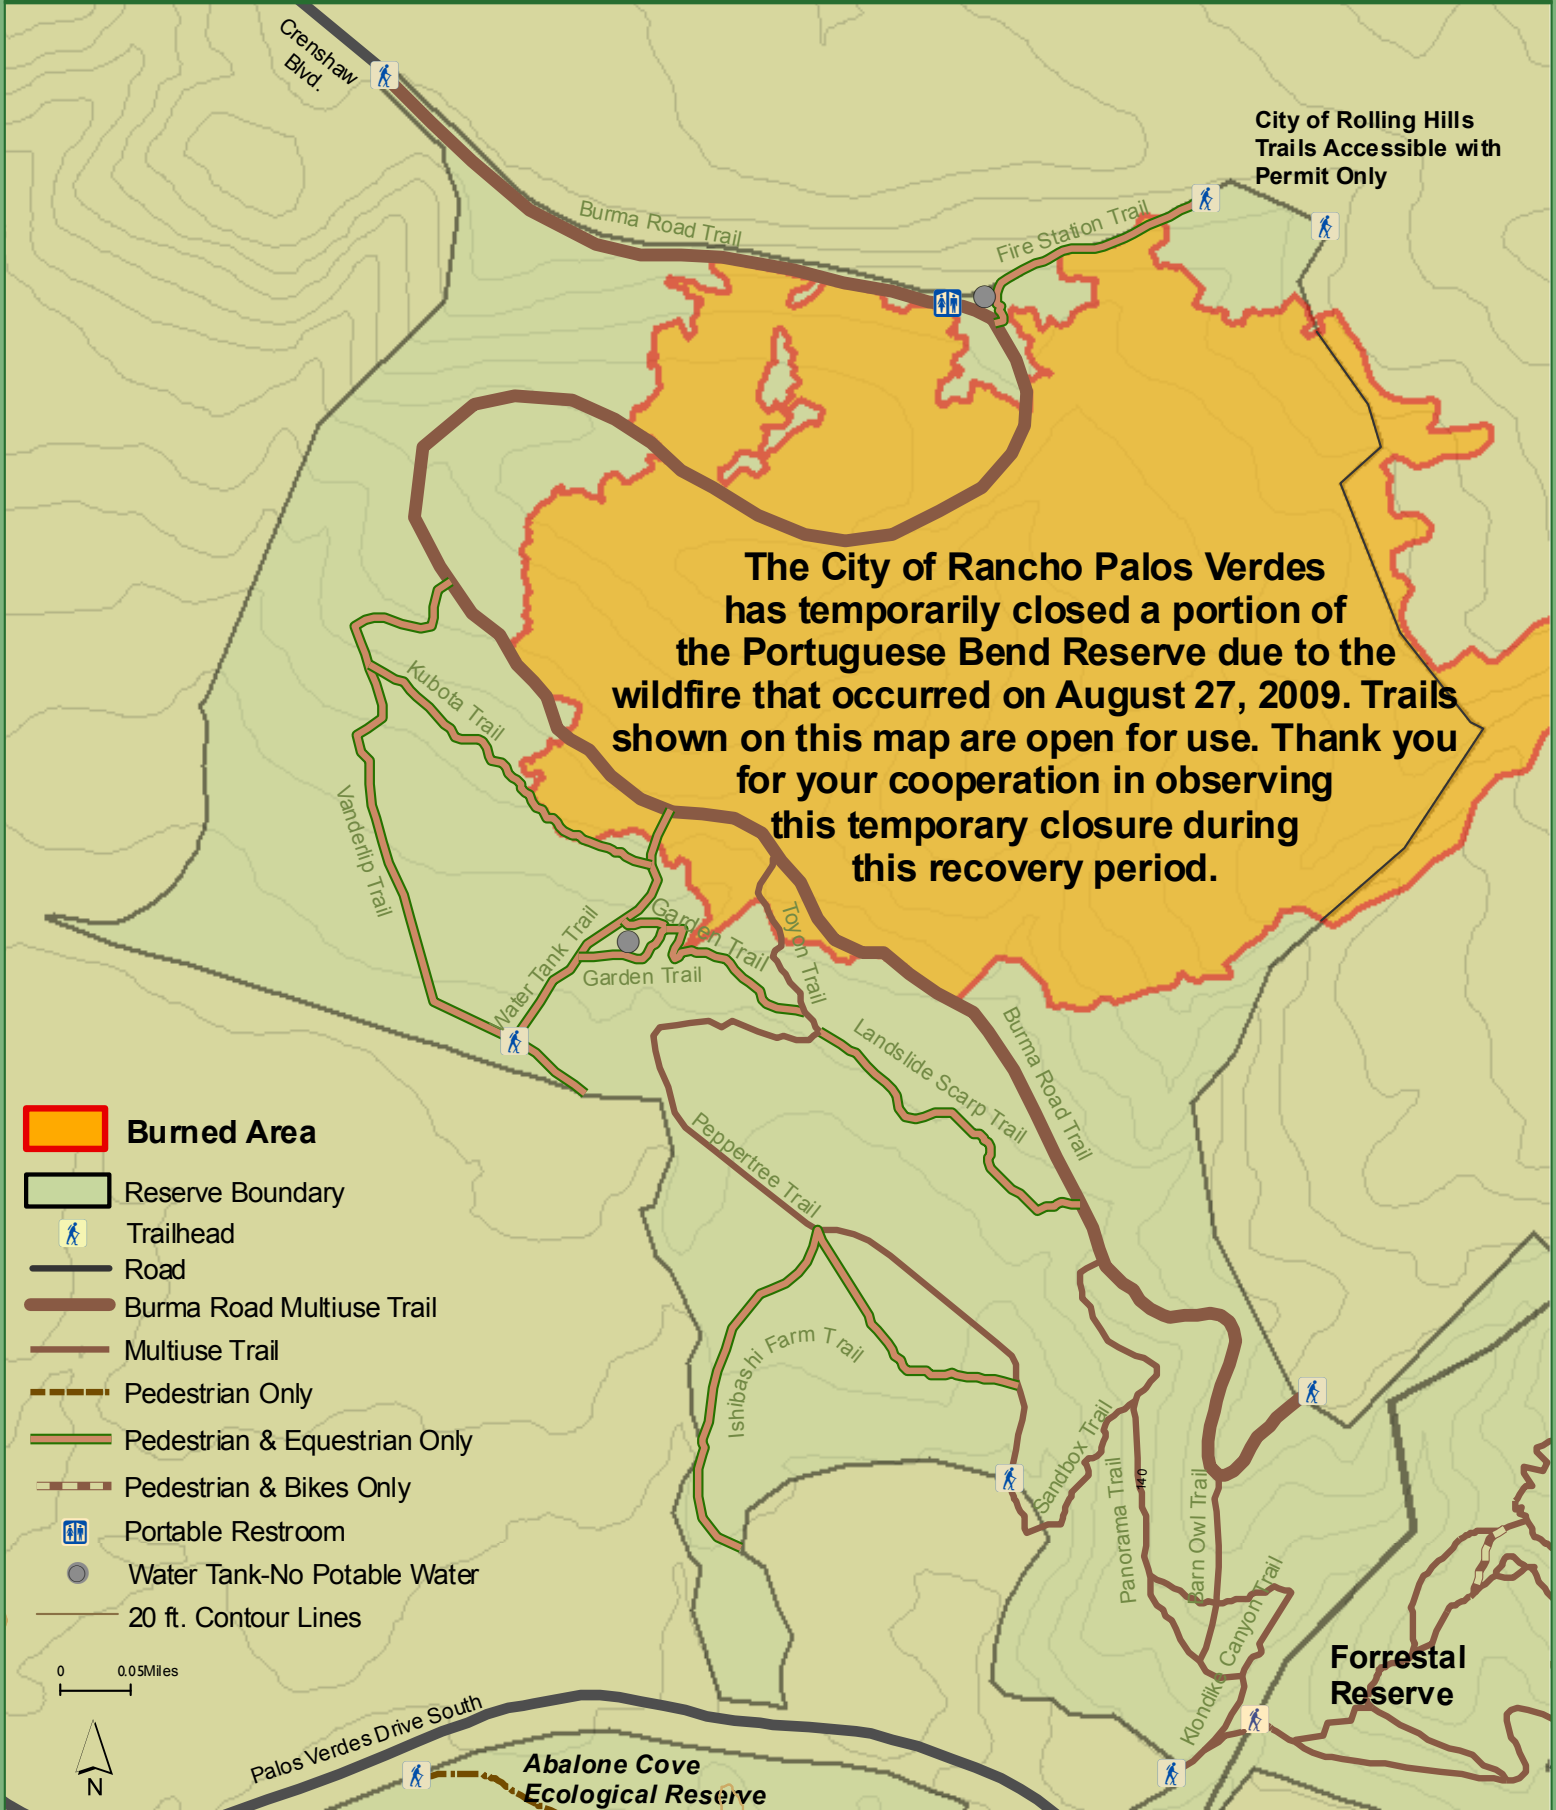 Crenshaw
Blvd.
City of Rolling Hills
Trails Accessible with
Permit Only
Burma Road Trail
Fire Station Trail
The City of Rancho Palos Verdes
has temporarily closed a portion of
the Portuguese Bend Reserve due to the
wildfire that occurred on August 27, 2009. Trails
shown on this map are open for use. Thank you
for your cooperation in observing
this temporary closure during
this recovery period.
Kubota Trail
Vanderlip Trail
Water Tank Trail
Garden Trail
Garden Trail
Toyon Trail
Landslide Scarp Trail
Burma Road Trail
Peppertree Trail
Ishibashi Farm Trail
Sandbox Trail
Panorama Trail
140
Barn Owl Trail
Klondike Canyon Trail
Burned Area
Reserve Boundary
Trailhead
Road
Burma Road Multiuse Trail
Multiuse Trail
Pedestrian Only
Pedestrian & Equestrian Only
Pedestrian & Bikes Only
Portable Restroom
Water Tank-No Potable Water
20 ft. Contour Lines
0 0.05 Miles
N
Palos Verdes Drive South
Abalone Cove
Ecological Reserve
Forrestal
Reserve